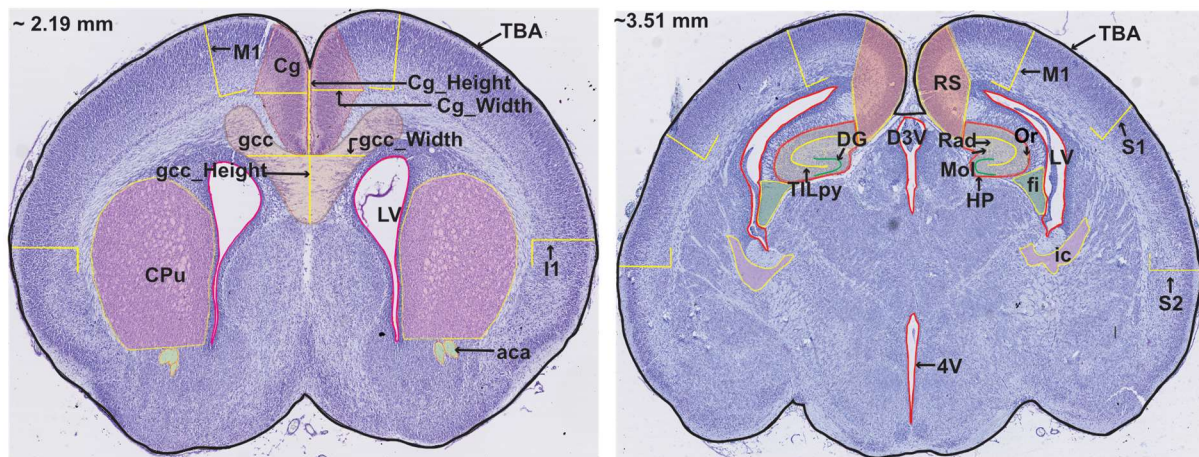 ~ 2.19 mm
TBA
M1
Cg
Cg_Height
Cg_Width
gcc
gcc_Width
gcc_Height
LV
CPu
I1
aca
~3.51 mm
TBA
RS
M1
DG
D3V
Rad
Or
S1
Mol
LV
TILpy
HP
fi
ic
S2
4V